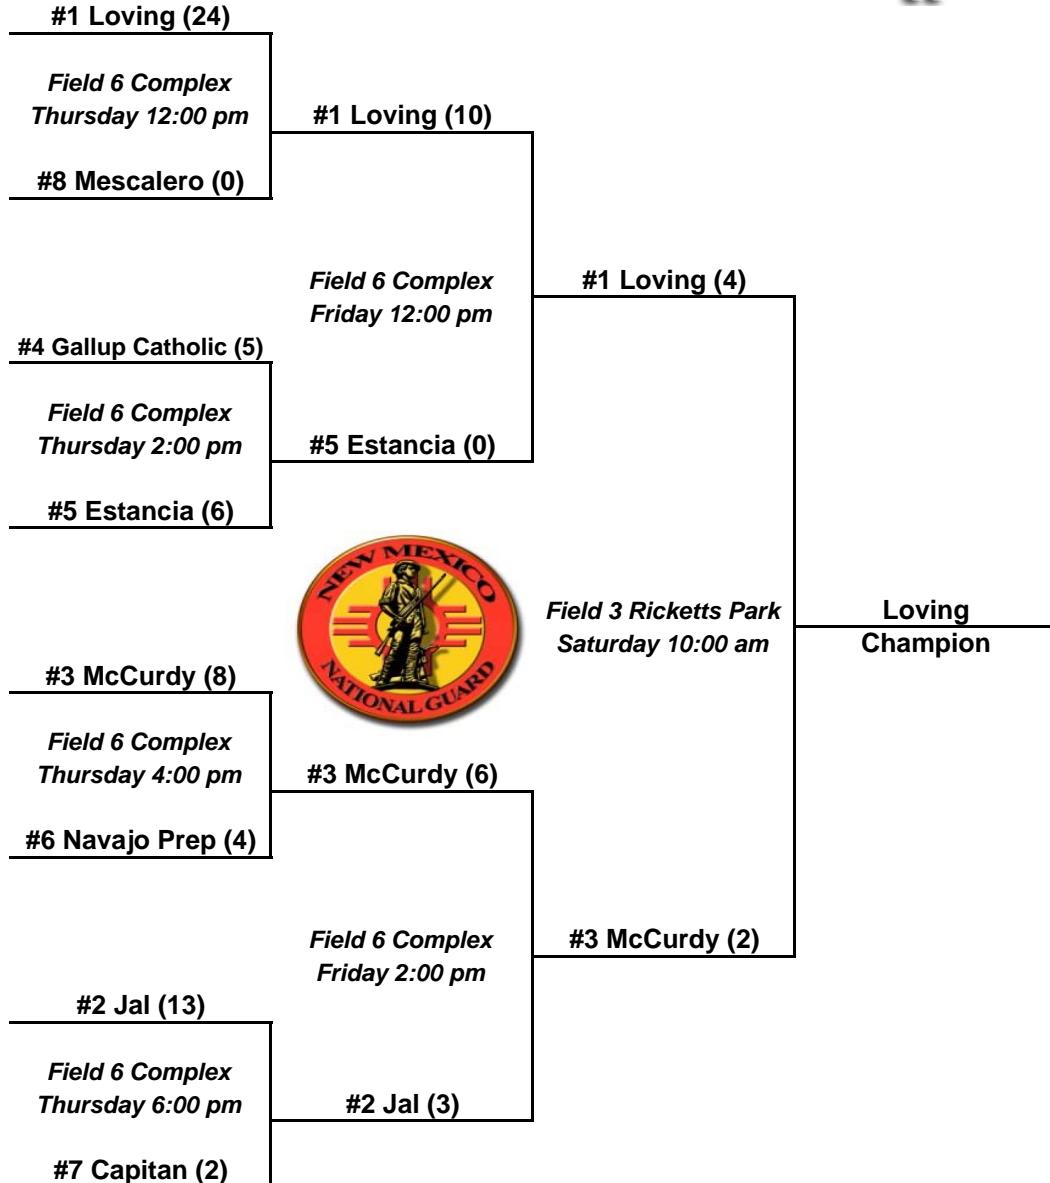 #1 Loving (24)
Field 6 Complex
Thursday 12:00 pm
#1 Loving (10)
#8 Mescalero (0)
Field 6 Complex
Friday 12:00 pm
#1 Loving (4)
#4 Gallup Catholic (5)
Field 6 Complex
Thursday 2:00 pm
#5 Estancia (0)
#5 Estancia (6)
NEW MEXICO
NATIONAL GUARD
Field 3 Ricketts Park
Saturday 10:00 am
Loving
Champion
#3 McCurdy (8)
Field 6 Complex
Thursday 4:00 pm
#3 McCurdy (6)
#6 Navajo Prep (4)
Field 6 Complex
Friday 2:00 pm
#3 McCurdy (2)
#2 Jal (13)
Field 6 Complex
Thursday 6:00 pm
#2 Jal (3)
#7 Capitan (2)